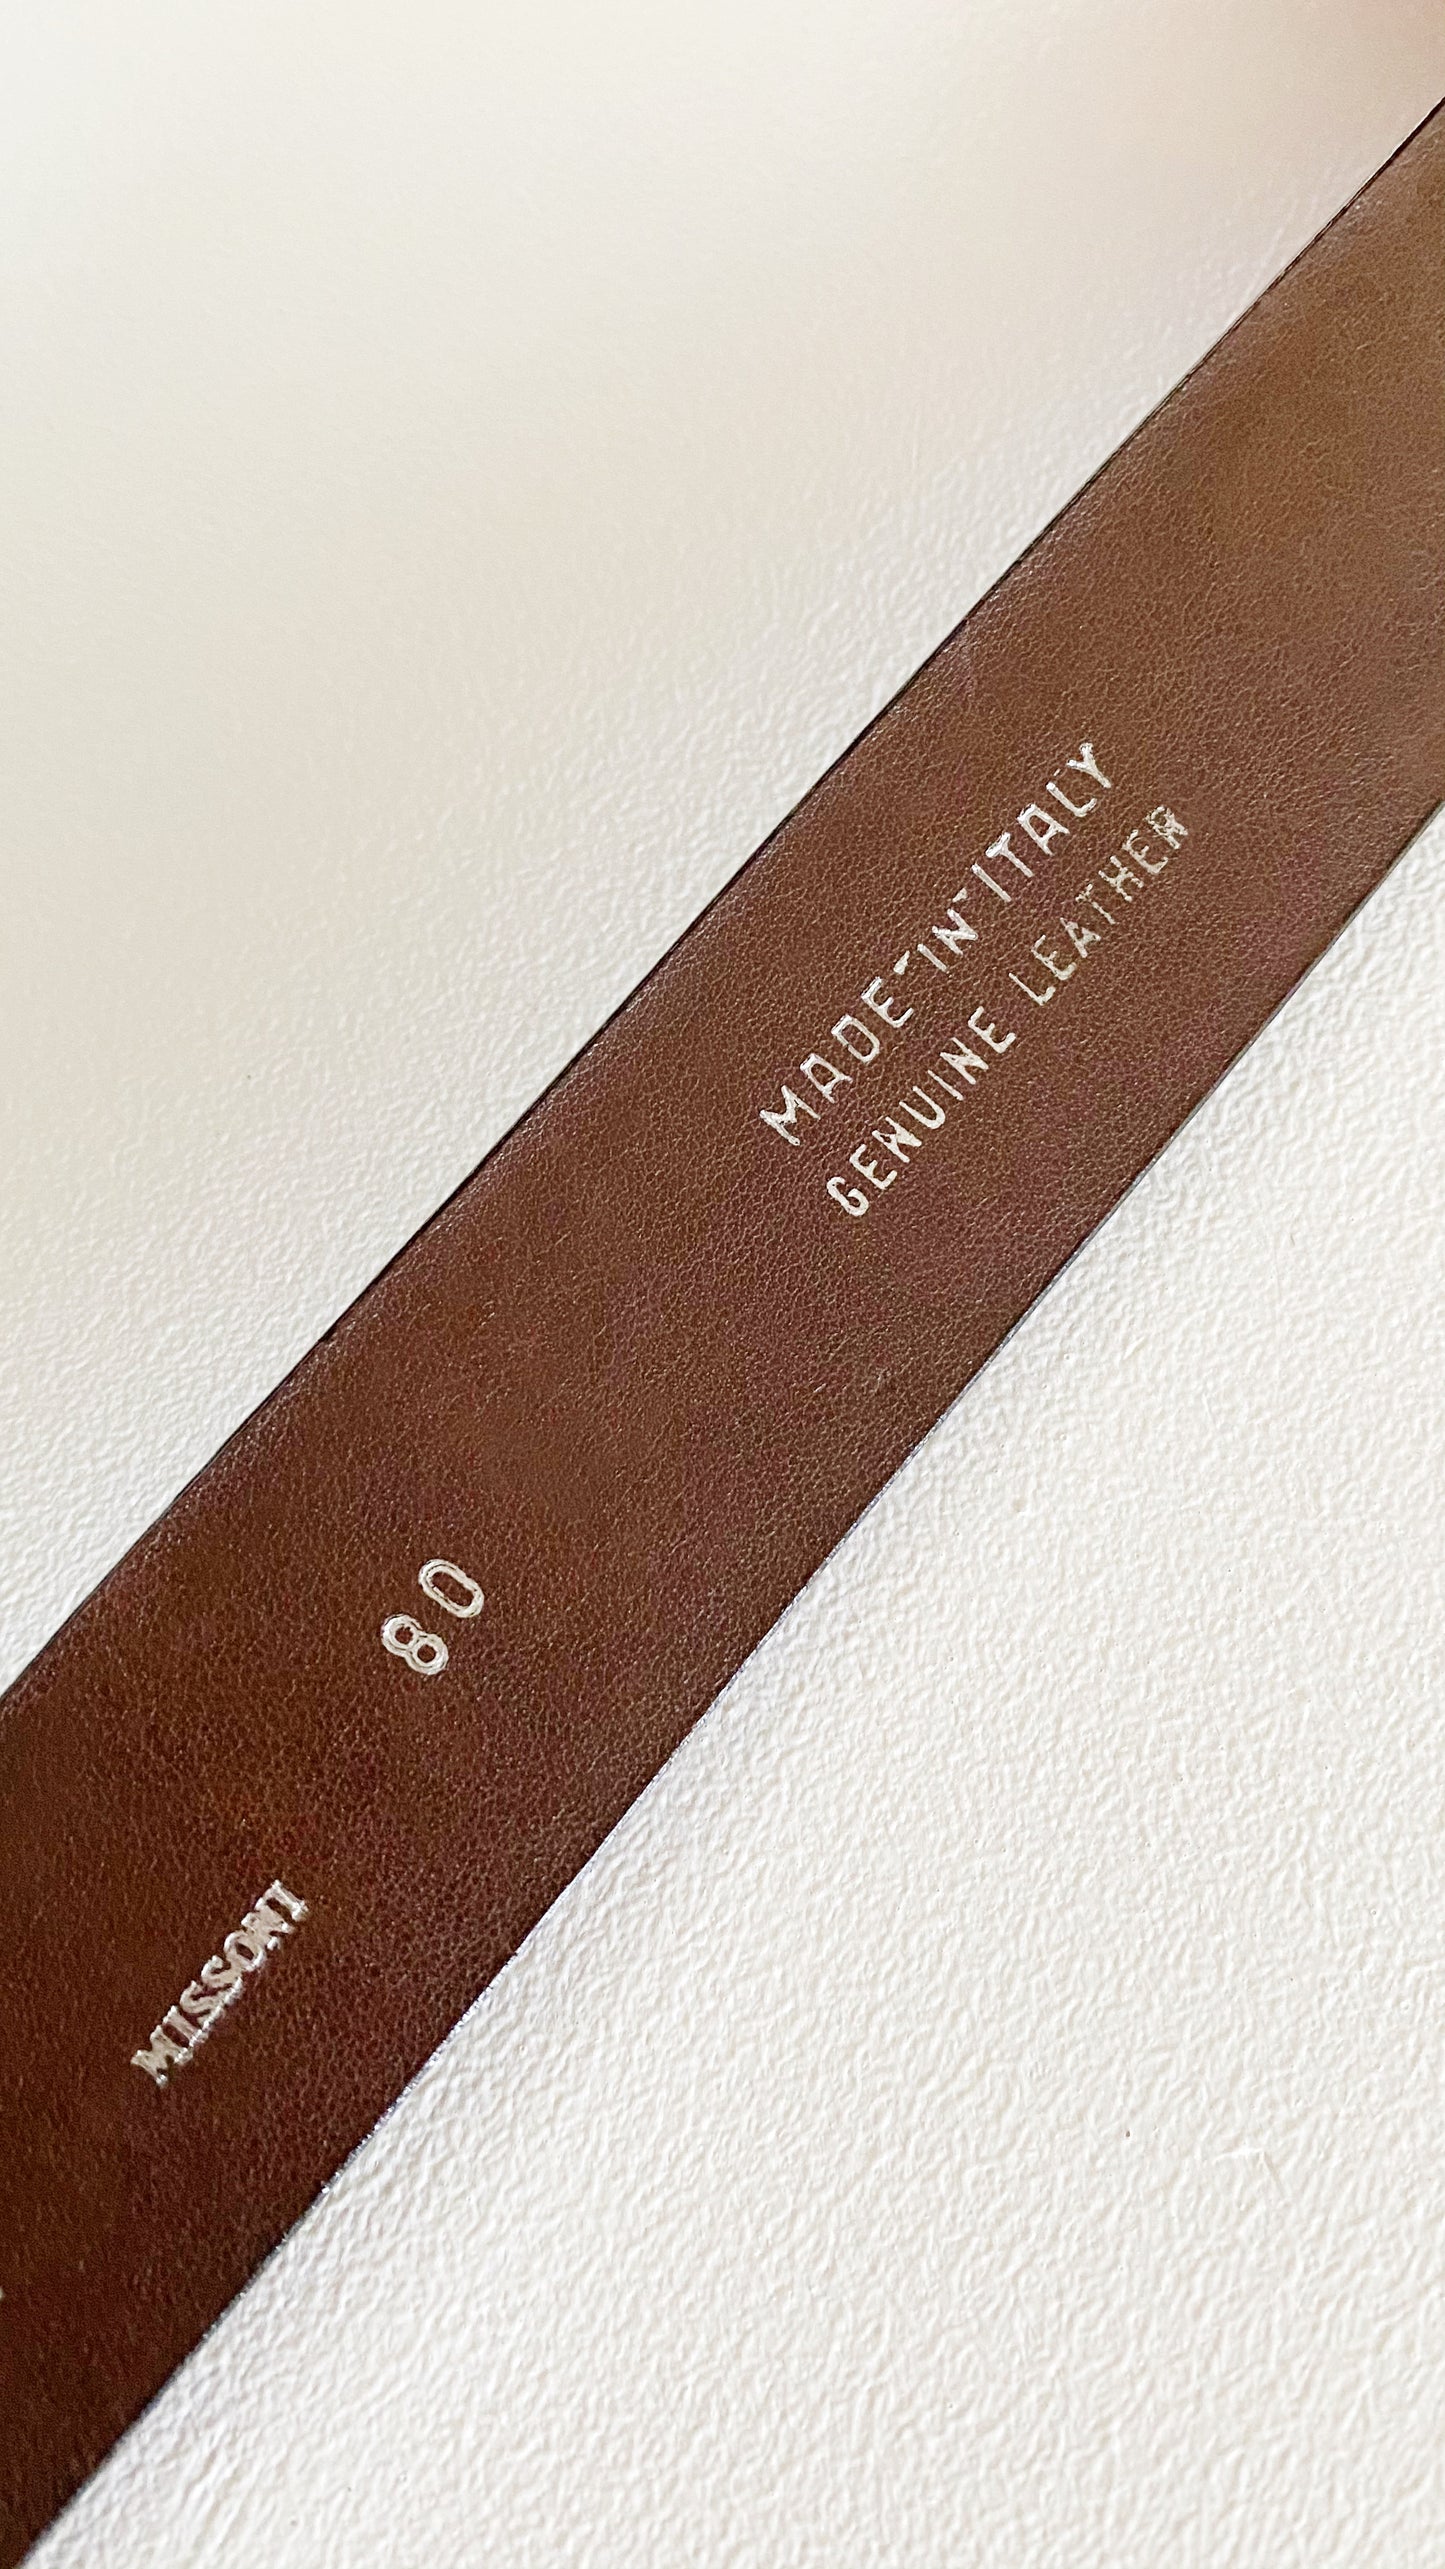 MADE IN ITALY
GENUINE LEATHER
80
MISSONI